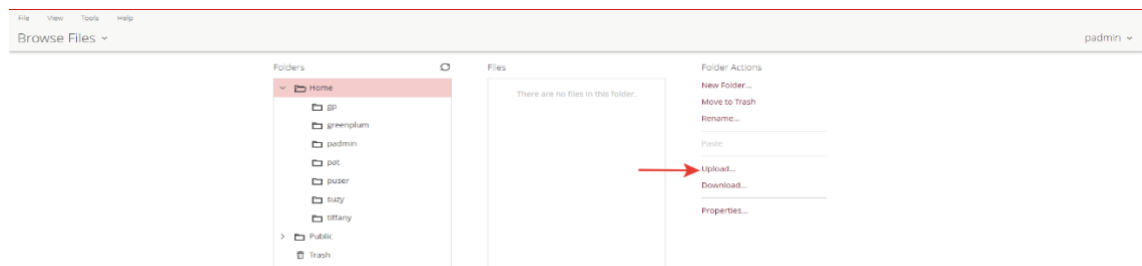 File View Tools Help
Browse Files
padmin
Folders
Home
gp
greenplum
padmin
pat
puser
suzy
tiffany
Public
Trash
Files
There are no files in this folder.
Folder Actions
New Folder...
Move to Trash
Rename...
Paste
Upload...
Download...
Properties...